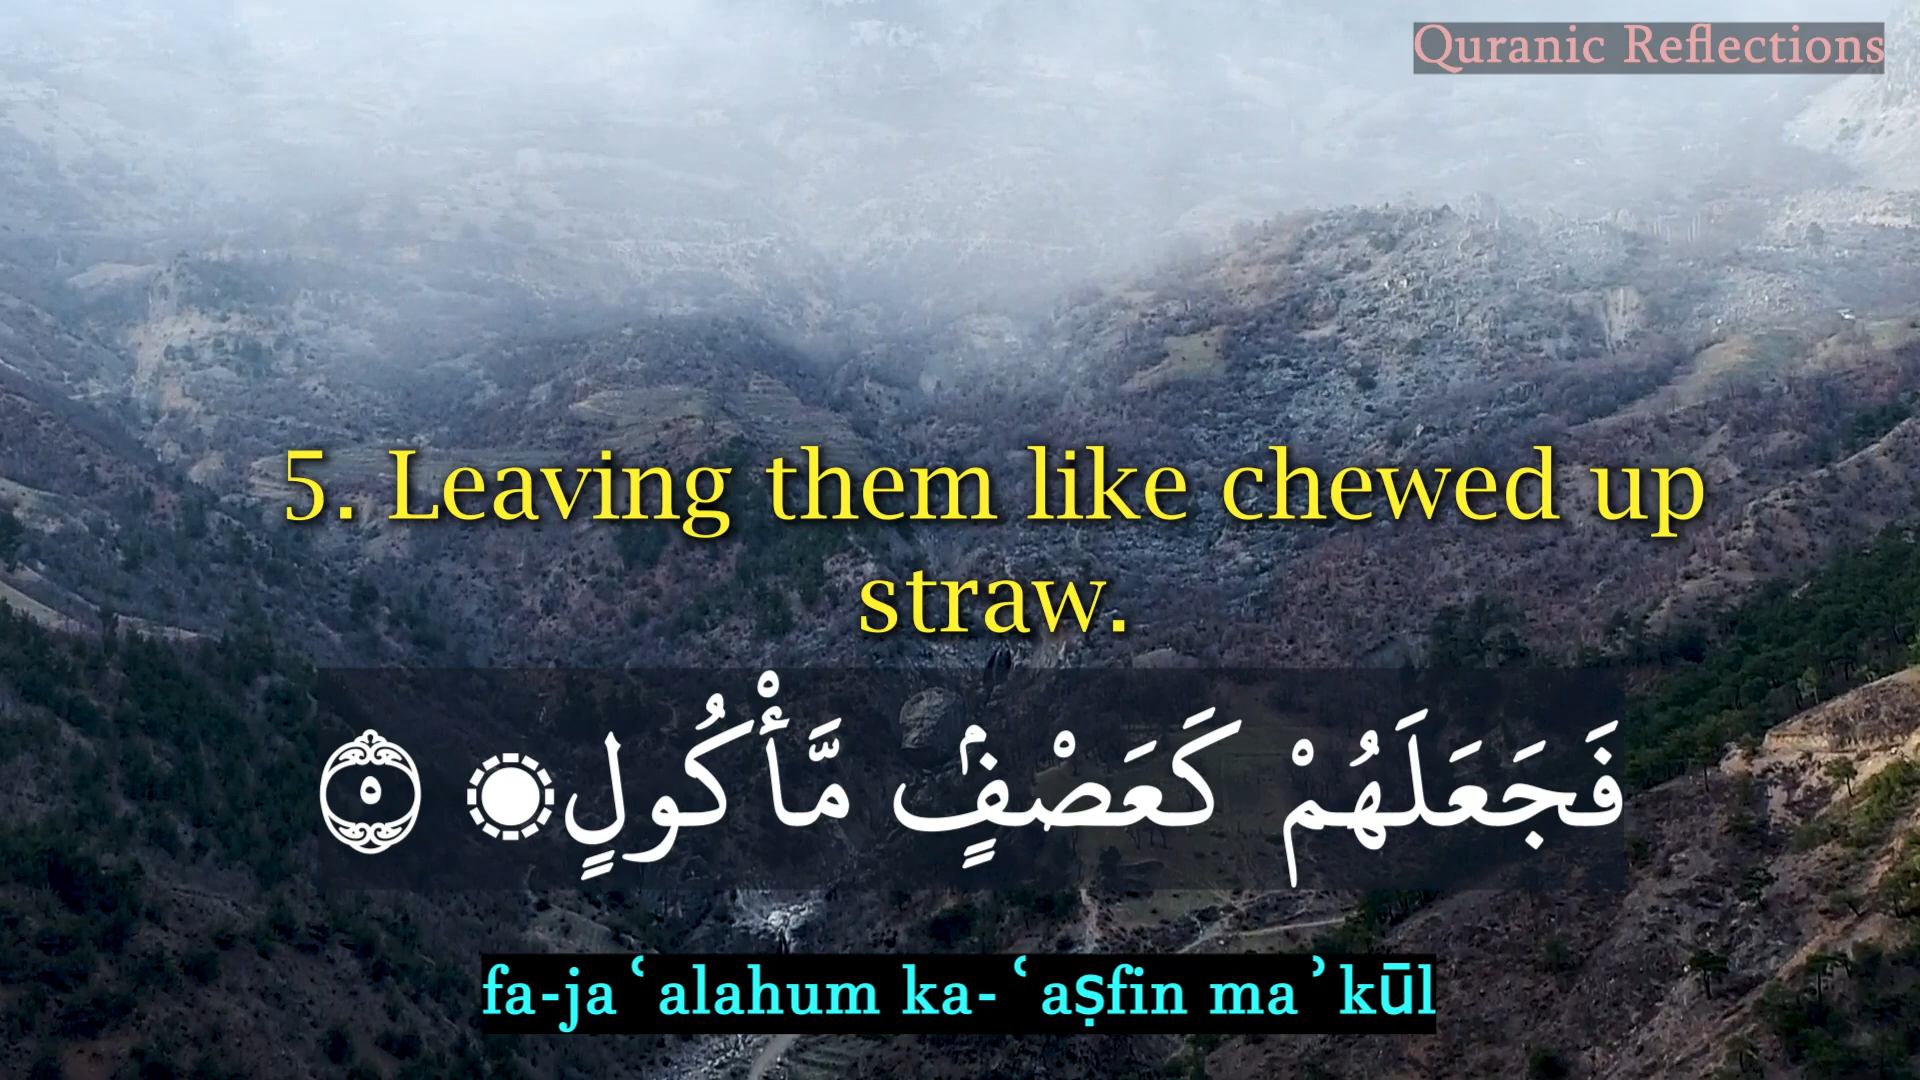 Quranic Reflections
5. Leaving them like chewed up
straw.
فَجَعَلَهُمْ كَعَصْفٍۢ مَّأْكُولٍۭ ۝٥
fa-jaʿalahum ka-ʿaṣfin maʾkūl